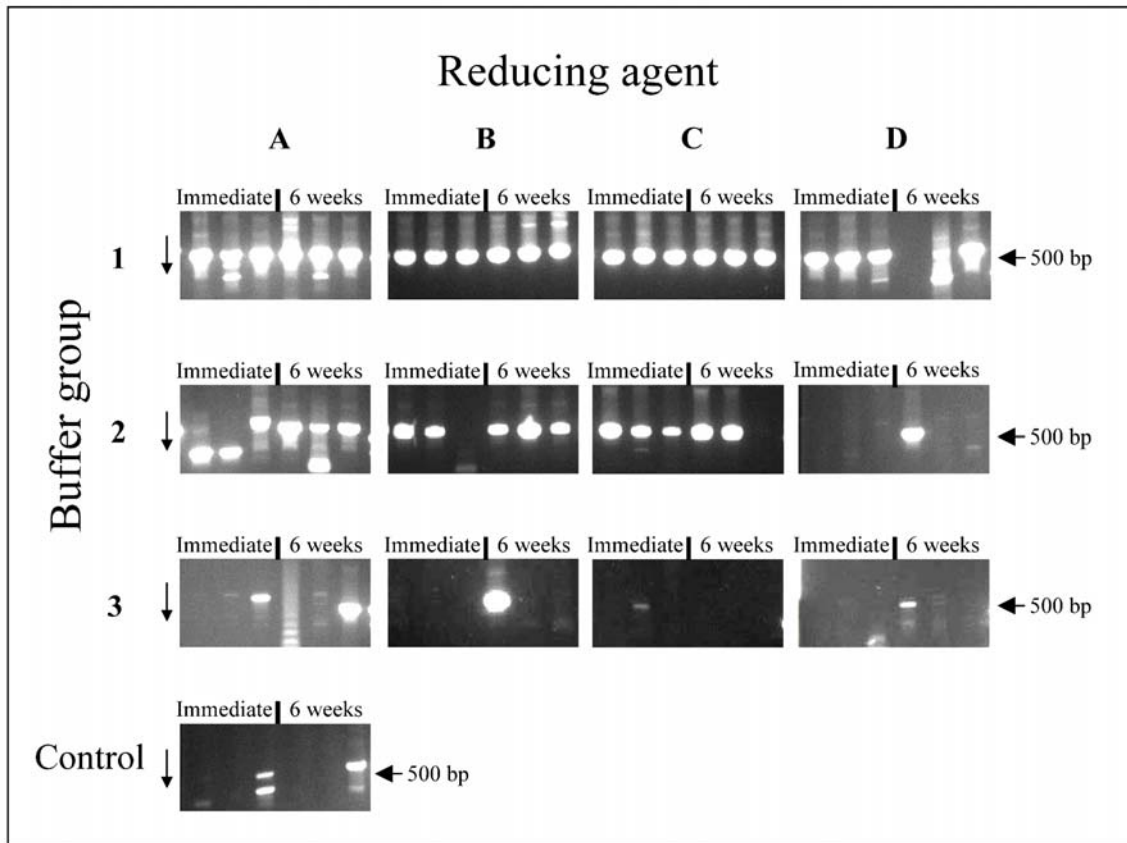 Reducing agent
A B C D
Immediate 6 weeks Immediate 6 weeks Immediate 6 weeks Immediate 6 weeks
1 500 bp
Buffer group
Immediate 6 weeks Immediate 6 weeks Immediate 6 weeks Immediate 6 weeks
2 500 bp
Immediate 6 weeks Immediate 6 weeks Immediate 6 weeks Immediate 6 weeks
3 500 bp
Immediate 6 weeks
Control 500 bp